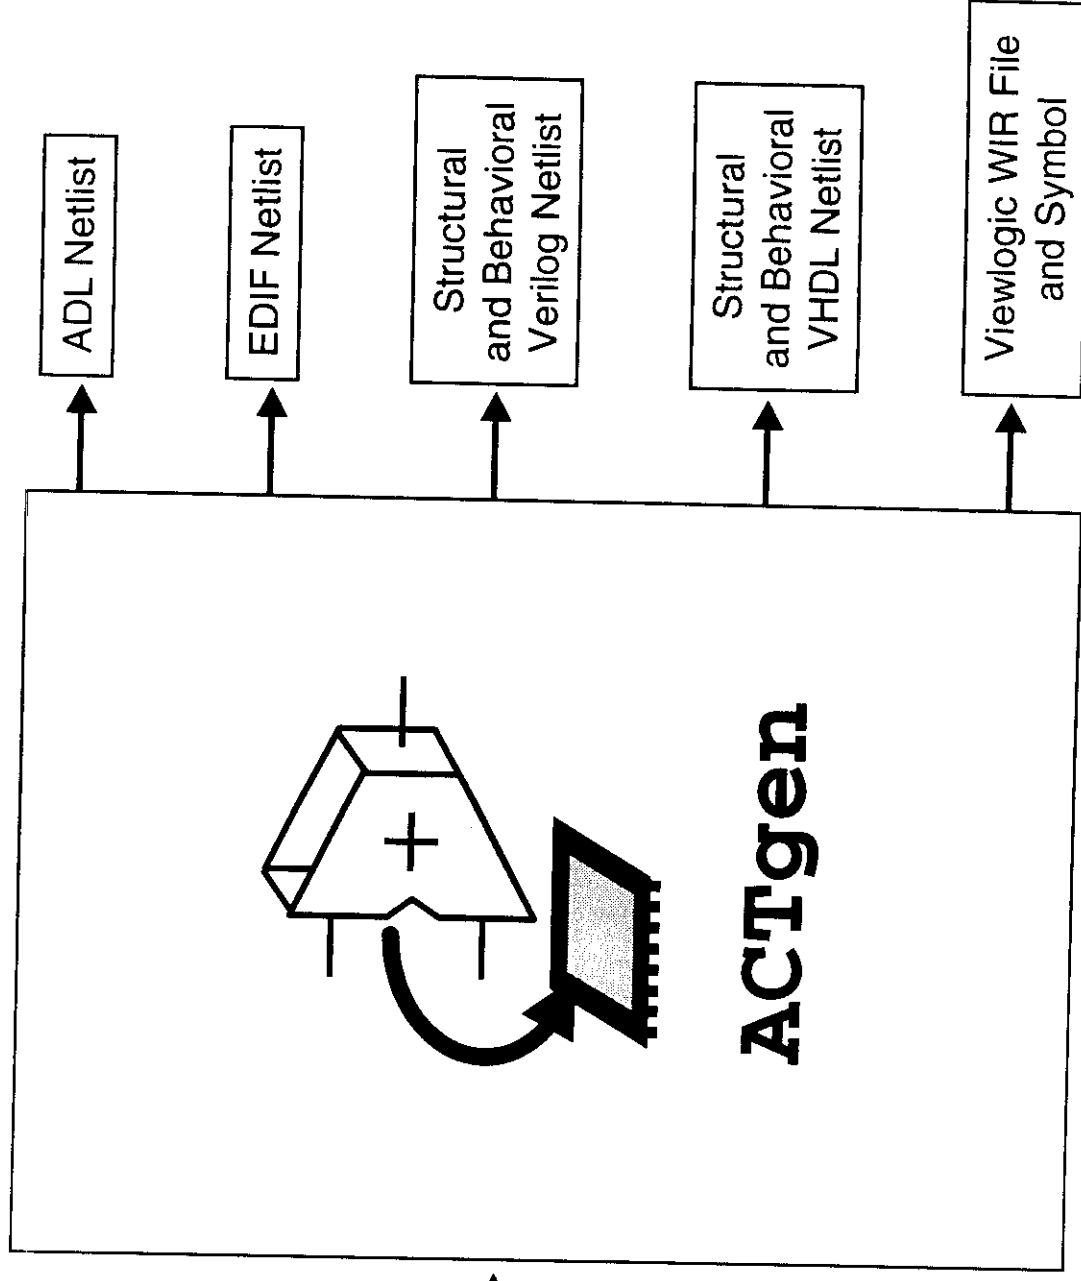 ADL Netlist
EDIF Netlist
Structural
and Behavioral
Verilog Netlist
Structural
and Behavioral
VHDL Netlist
Viewlogic WIR File
and Symbol
ACTgen